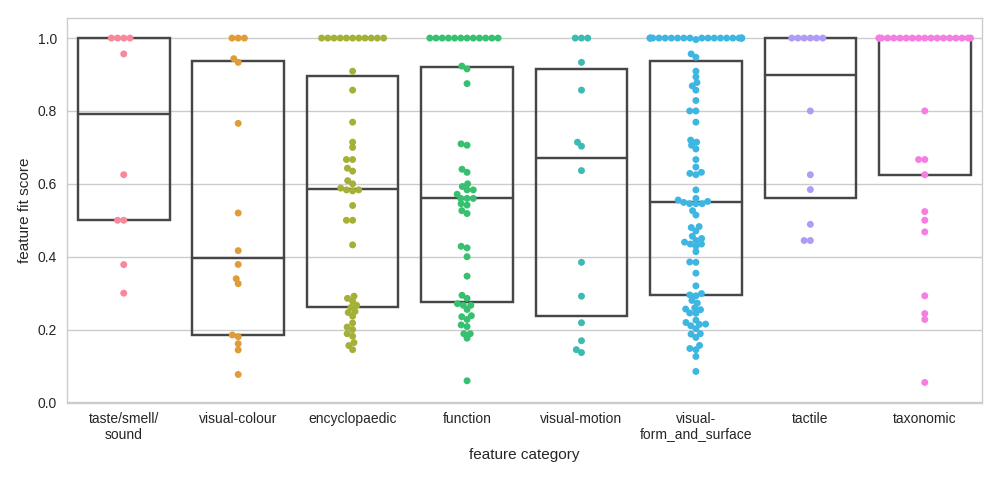 1.0
0.8
0.6
0.4
0.2
0.0
feature fit score
taste/smell/
sound
visual-colour
encyclopaedic
function
visual-motion
visual-
form_and_surface
tactile
taxonomic
feature category